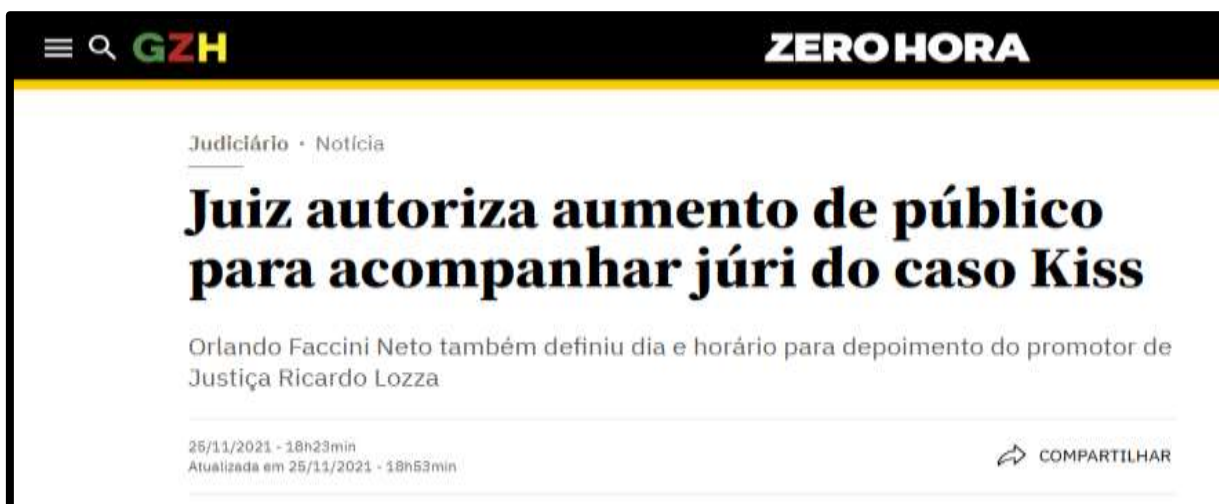 GZH
ZERO HORA
Judiciário • Notícia
Juiz autoriza aumento de público
para acompanhar júri do caso Kiss
Orlando Faccini Neto também definiu dia e horário para depoimento do promotor de
Justiça Ricardo Lozza
25/11/2021 - 18h23min
Atualizada em 25/11/2021 - 18h53min
COMPARTILHAR